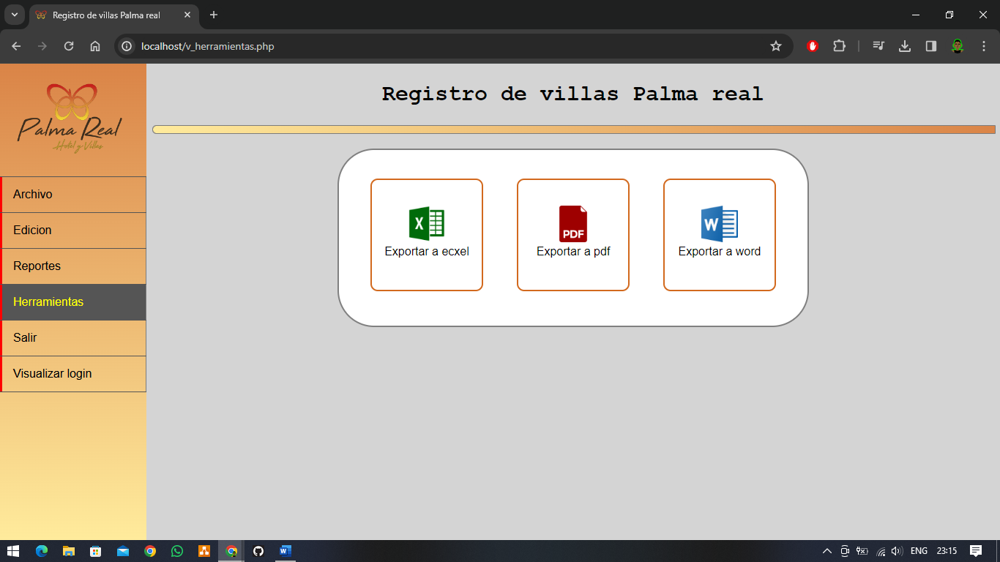 Registro de villas Palma real
localhost/v_herramientas.php
Palma Real
Hotel y Villas
Registro de villas Palma real
Archivo
Edicion
Reportes
Herramientas
Salir
Visualizar login
X
Exportar a ecxel
PDF
Exportar a pdf
W
Exportar a word
W
ENG
23:15